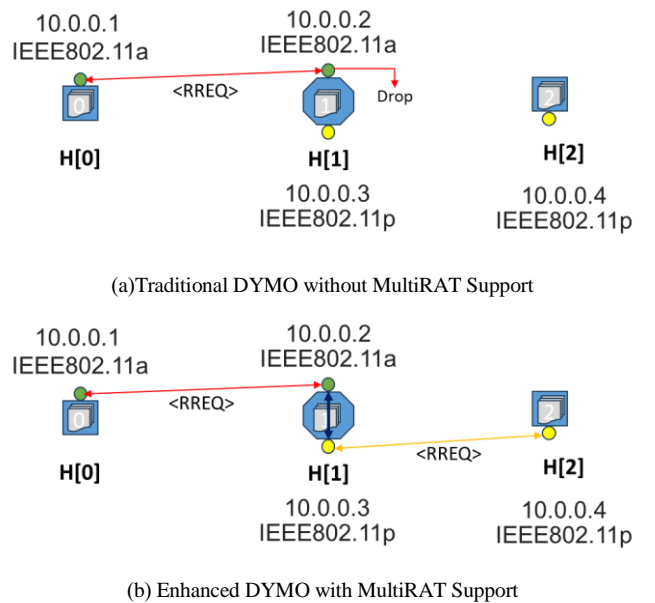 10.0.0.1
IEEE802.11a
10.0.0.2
IEEE802.11a
<RREQ>
Drop
0
1
2
H[0]
H[1]
H[2]
10.0.0.3
IEEE802.11p
10.0.0.4
IEEE802.11p
(a)Traditional DYMO without MultiRAT Support
10.0.0.1
IEEE802.11a
10.0.0.2
IEEE802.11a
<RREQ>
0
2
<RREQ>
H[0]
H[1]
H[2]
10.0.0.3
IEEE802.11p
10.0.0.4
IEEE802.11p
(b) Enhanced DYMO with MultiRAT Support